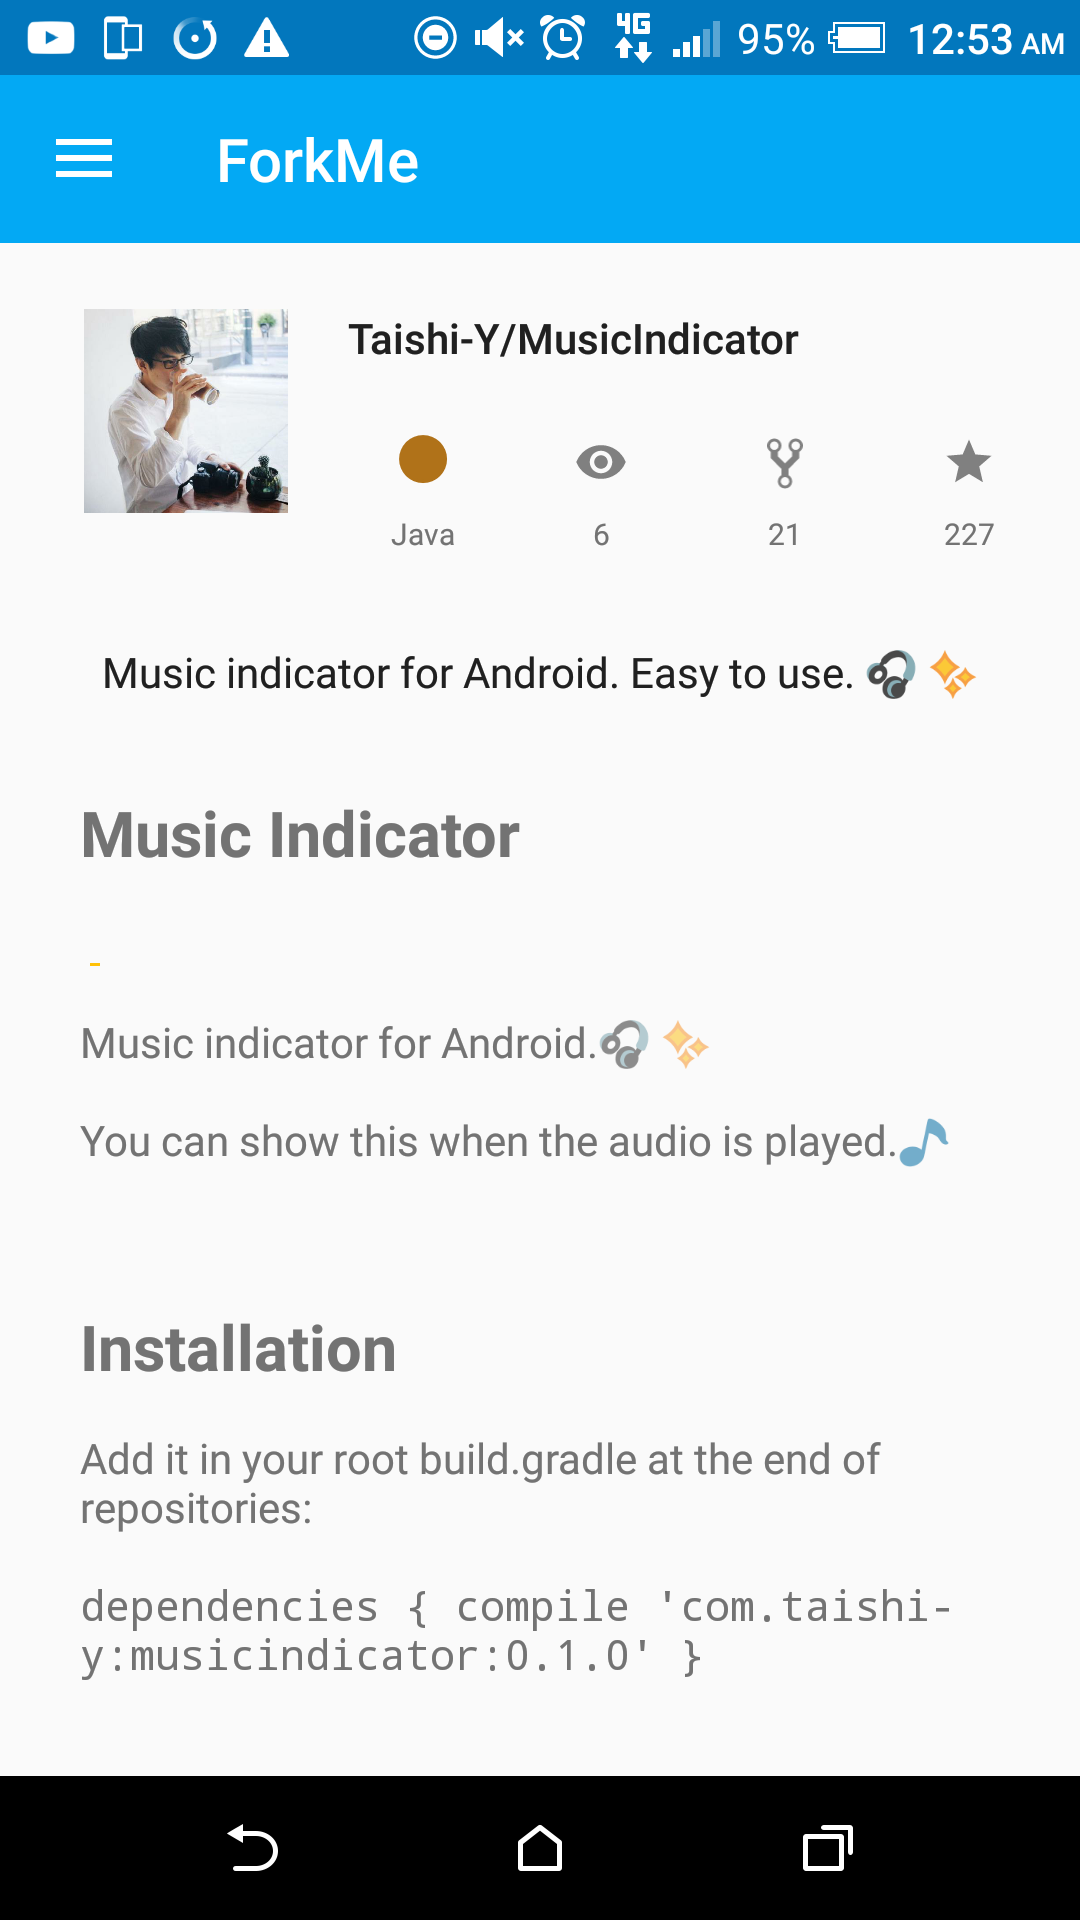 4G 95% 12:53 AM
ForkMe
Taishi-Y/MusicIndicator
Java 6 21 227
Music indicator for Android. Easy to use. 🎧 ✨
Music Indicator
Music indicator for Android.🎧 ✨
You can show this when the audio is played.🎵
Installation
Add it in your root build.gradle at the end of
repositories:
dependencies { compile 'com.taishi-
y:musicindicator:0.1.0' }